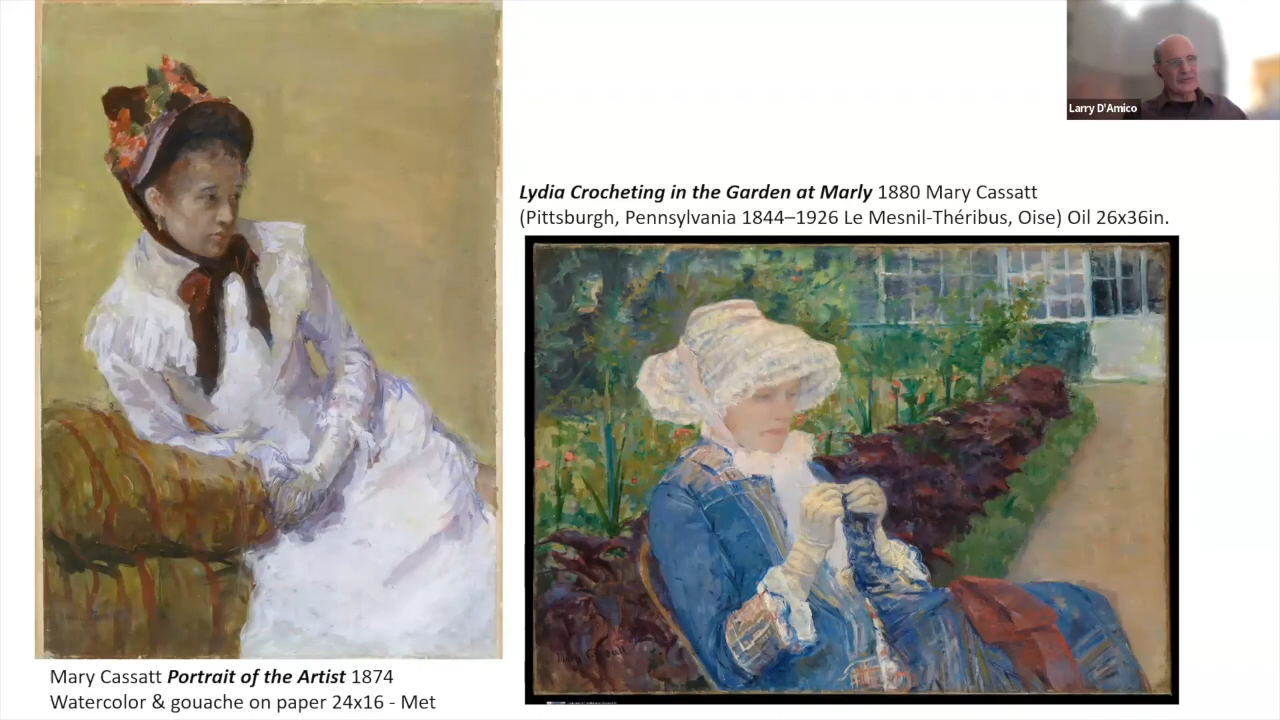 Larry D'Amico
Lydia Crocheting in the Garden at Marly 1880 Mary Cassatt
(Pittsburgh, Pennsylvania 1844–1926 Le Mesnil-Théribus, Oise) Oil 26x36in.
Mary Cassatt Portrait of the Artist 1874
Watercolor & gouache on paper 24x16 - Met